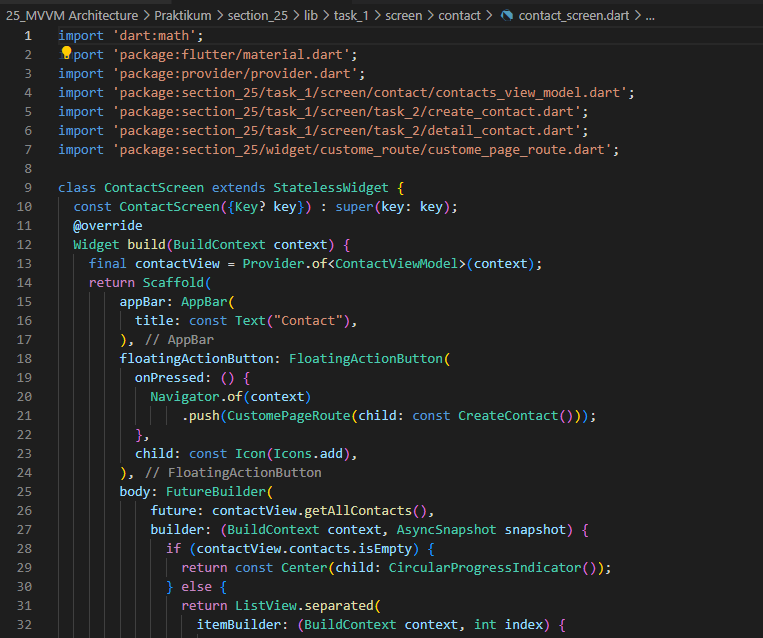 25_MVVM Architecture > Praktikum > section_25 > lib > task_1 > screen > contact > contact_screen.dart > ...
1 import 'dart:math';
2 import 'package:flutter/material.dart';
3 import 'package:provider/provider.dart';
4 import 'package:section_25/task_1/screen/contact/contacts_view_model.dart';
5 import 'package:section_25/task_1/screen/task_2/create_contact.dart';
6 import 'package:section_25/task_1/screen/task_2/detail_contact.dart';
7 import 'package:section_25/widget/custome_route/custome_page_route.dart';
8
9 class ContactScreen extends StatelessWidget {
10   const ContactScreen({Key? key}) : super(key: key);
11   @override
12   Widget build(BuildContext context) {
13     final contactView = Provider.of<ContactViewModel>(context);
14     return Scaffold(
15         appBar: AppBar(
16           title: const Text("Contact"),
17         ), // AppBar
18         floatingActionButton: FloatingActionButton(
19           onPressed: () {
20             Navigator.of(context)
21                 .push(CustomePageRoute(child: const CreateContact()));
22           },
23           child: const Icon(Icons.add),
24         ), // FloatingActionButton
25         body: FutureBuilder(
26             future: contactView.getAllContacts(),
27             builder: (BuildContext context, AsyncSnapshot snapshot) {
28               if (contactView.contacts.isEmpty) {
29                 return const Center(child: CircularProgressIndicator());
30               } else {
31                 return ListView.separated(
32                   itemBuilder: (BuildContext context, int index) {